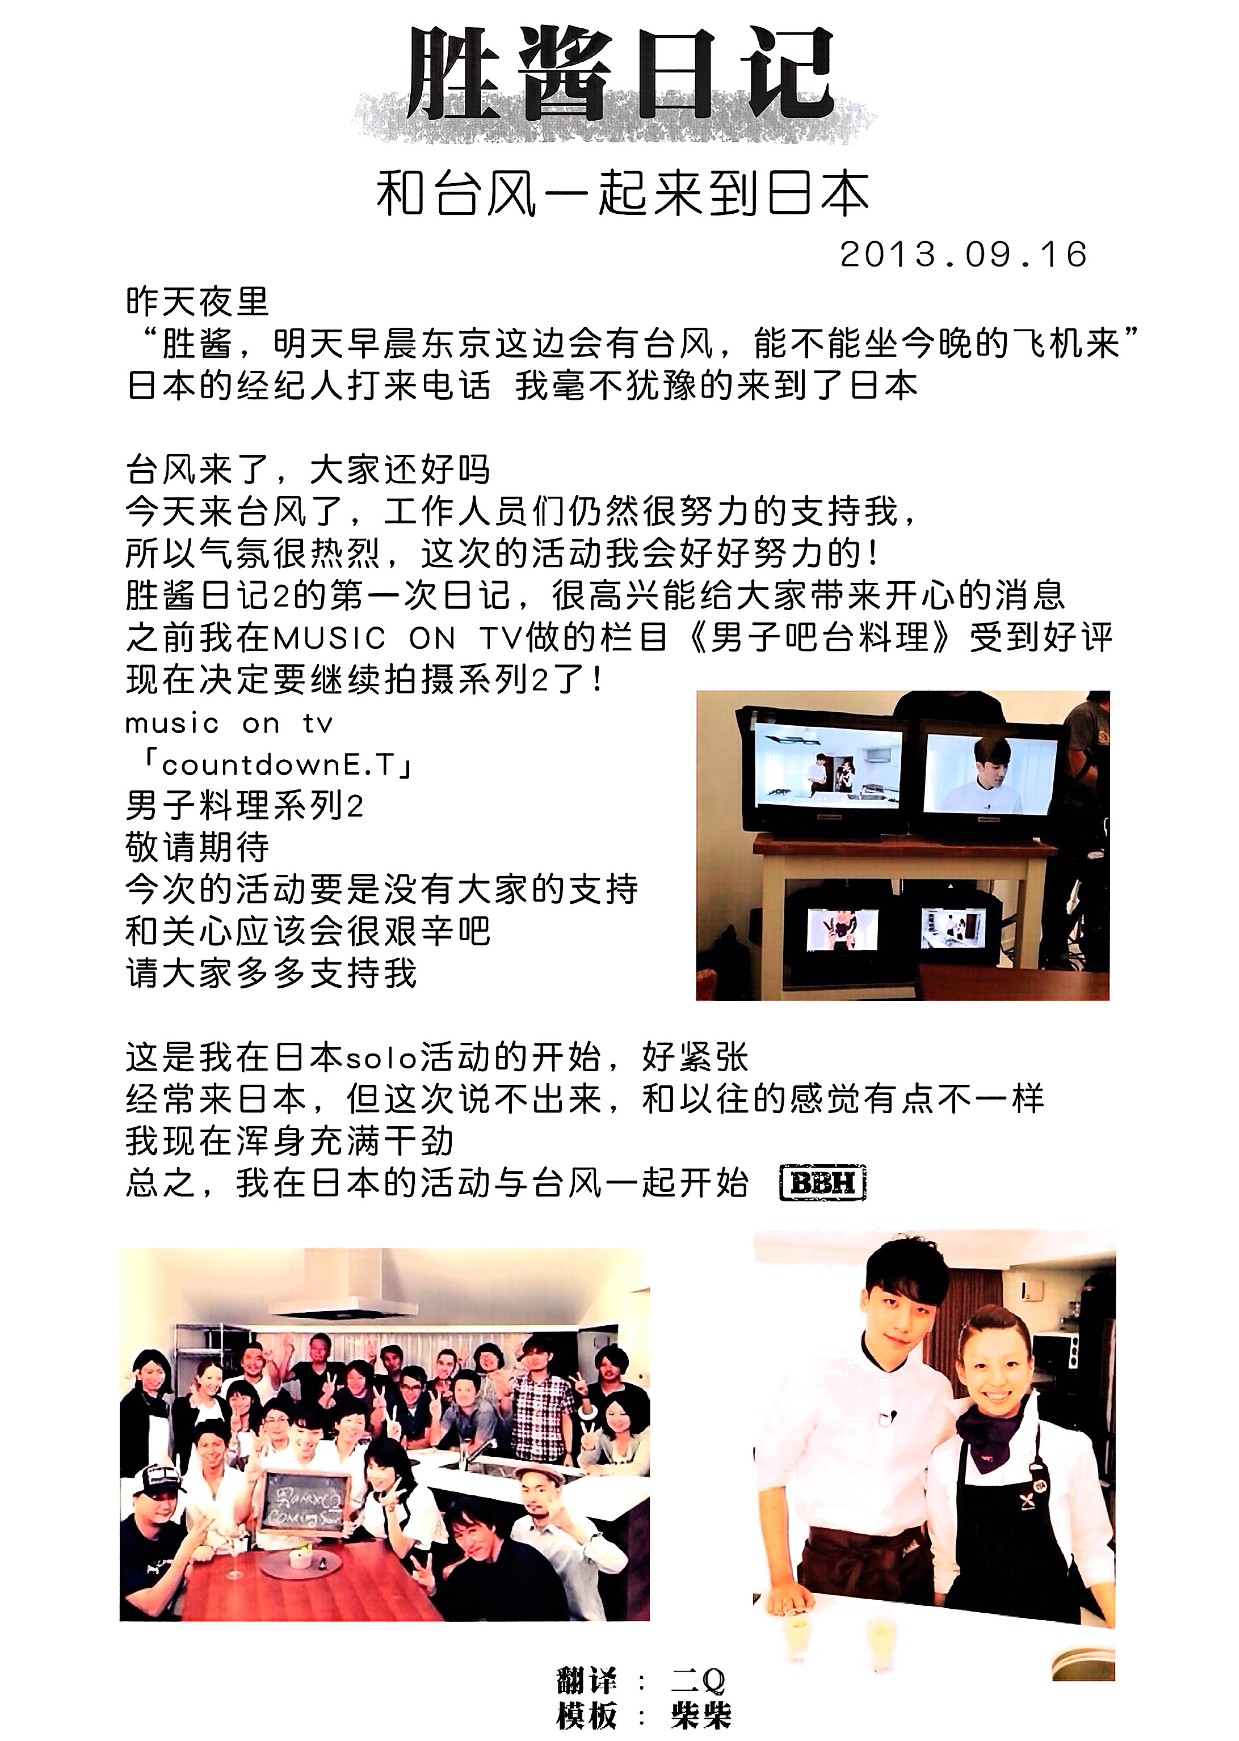 胜酱日记
和台风一起来到日本
2013.09.16
昨天夜里
“胜酱，明天早晨东京这边会有台风，能不能坐今晚的飞机来”
日本的经纪人打来电话 我毫不犹豫的来到了日本
台风来了，大家还好吗
今天来台风了，工作人员们仍然很努力的支持我，
所以气氛很热烈，这次的活动我会好好努力的！
胜酱日记2的第一次日记，很高兴能给大家带来开心的消息
之前我在MUSIC ON TV做的栏目《男子吧台料理》受到好评
现在决定要继续拍摄系列2了！
music on tv
「countdownE.T」
男子料理系列2
敬请期待
今次的活动要是没有大家的支持
和关心应该会很艰辛吧
请大家多多支持我
这是我在日本solo活动的开始，好紧张
经常来日本，但这次说不出来，和以往的感觉有点不一样
我现在浑身充满干劲
总之，我在日本的活动与台风一起开始 BBH
翻译：二Q
模板：柴柴